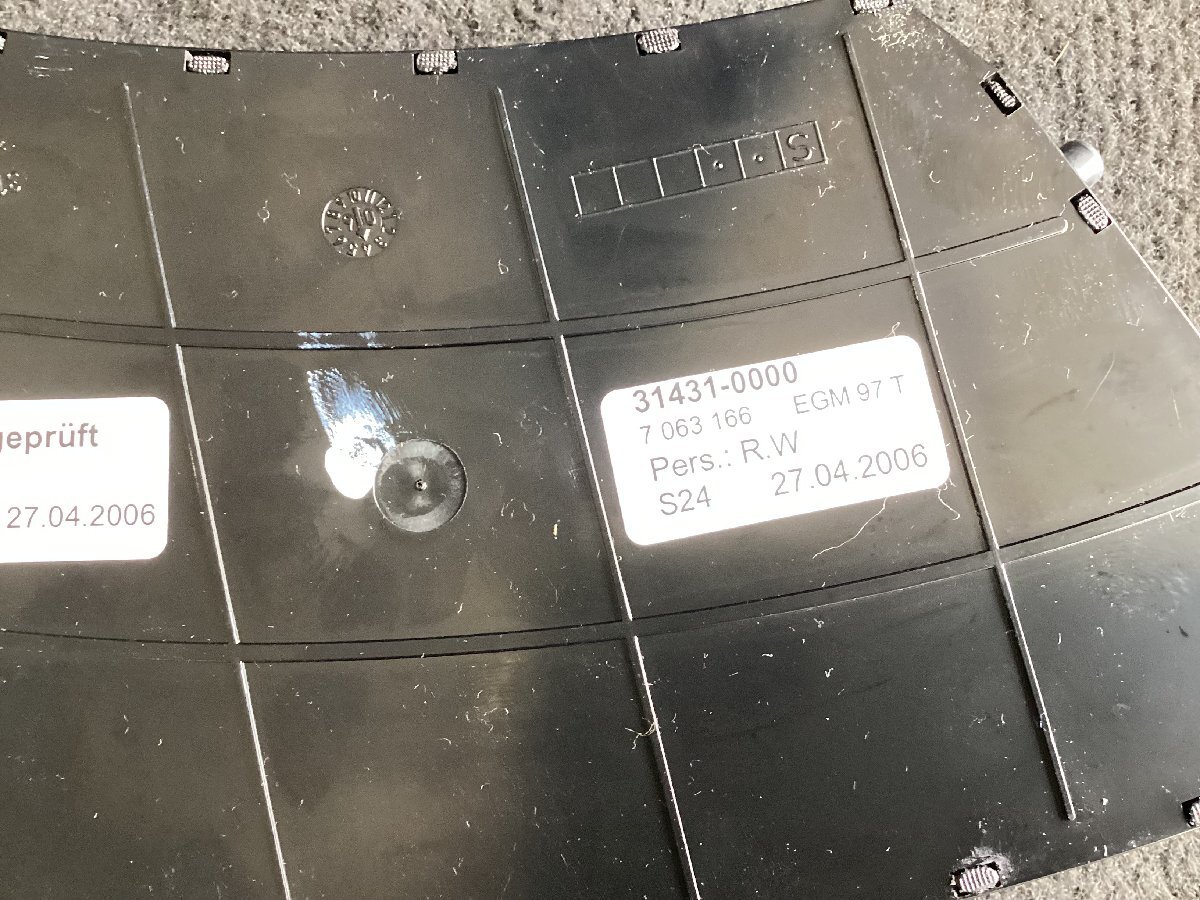 S
geprüft
27.04.2006
31431-0000
7 063 166 EGM 97 T
Pers.: R.W
S24 27.04.2006